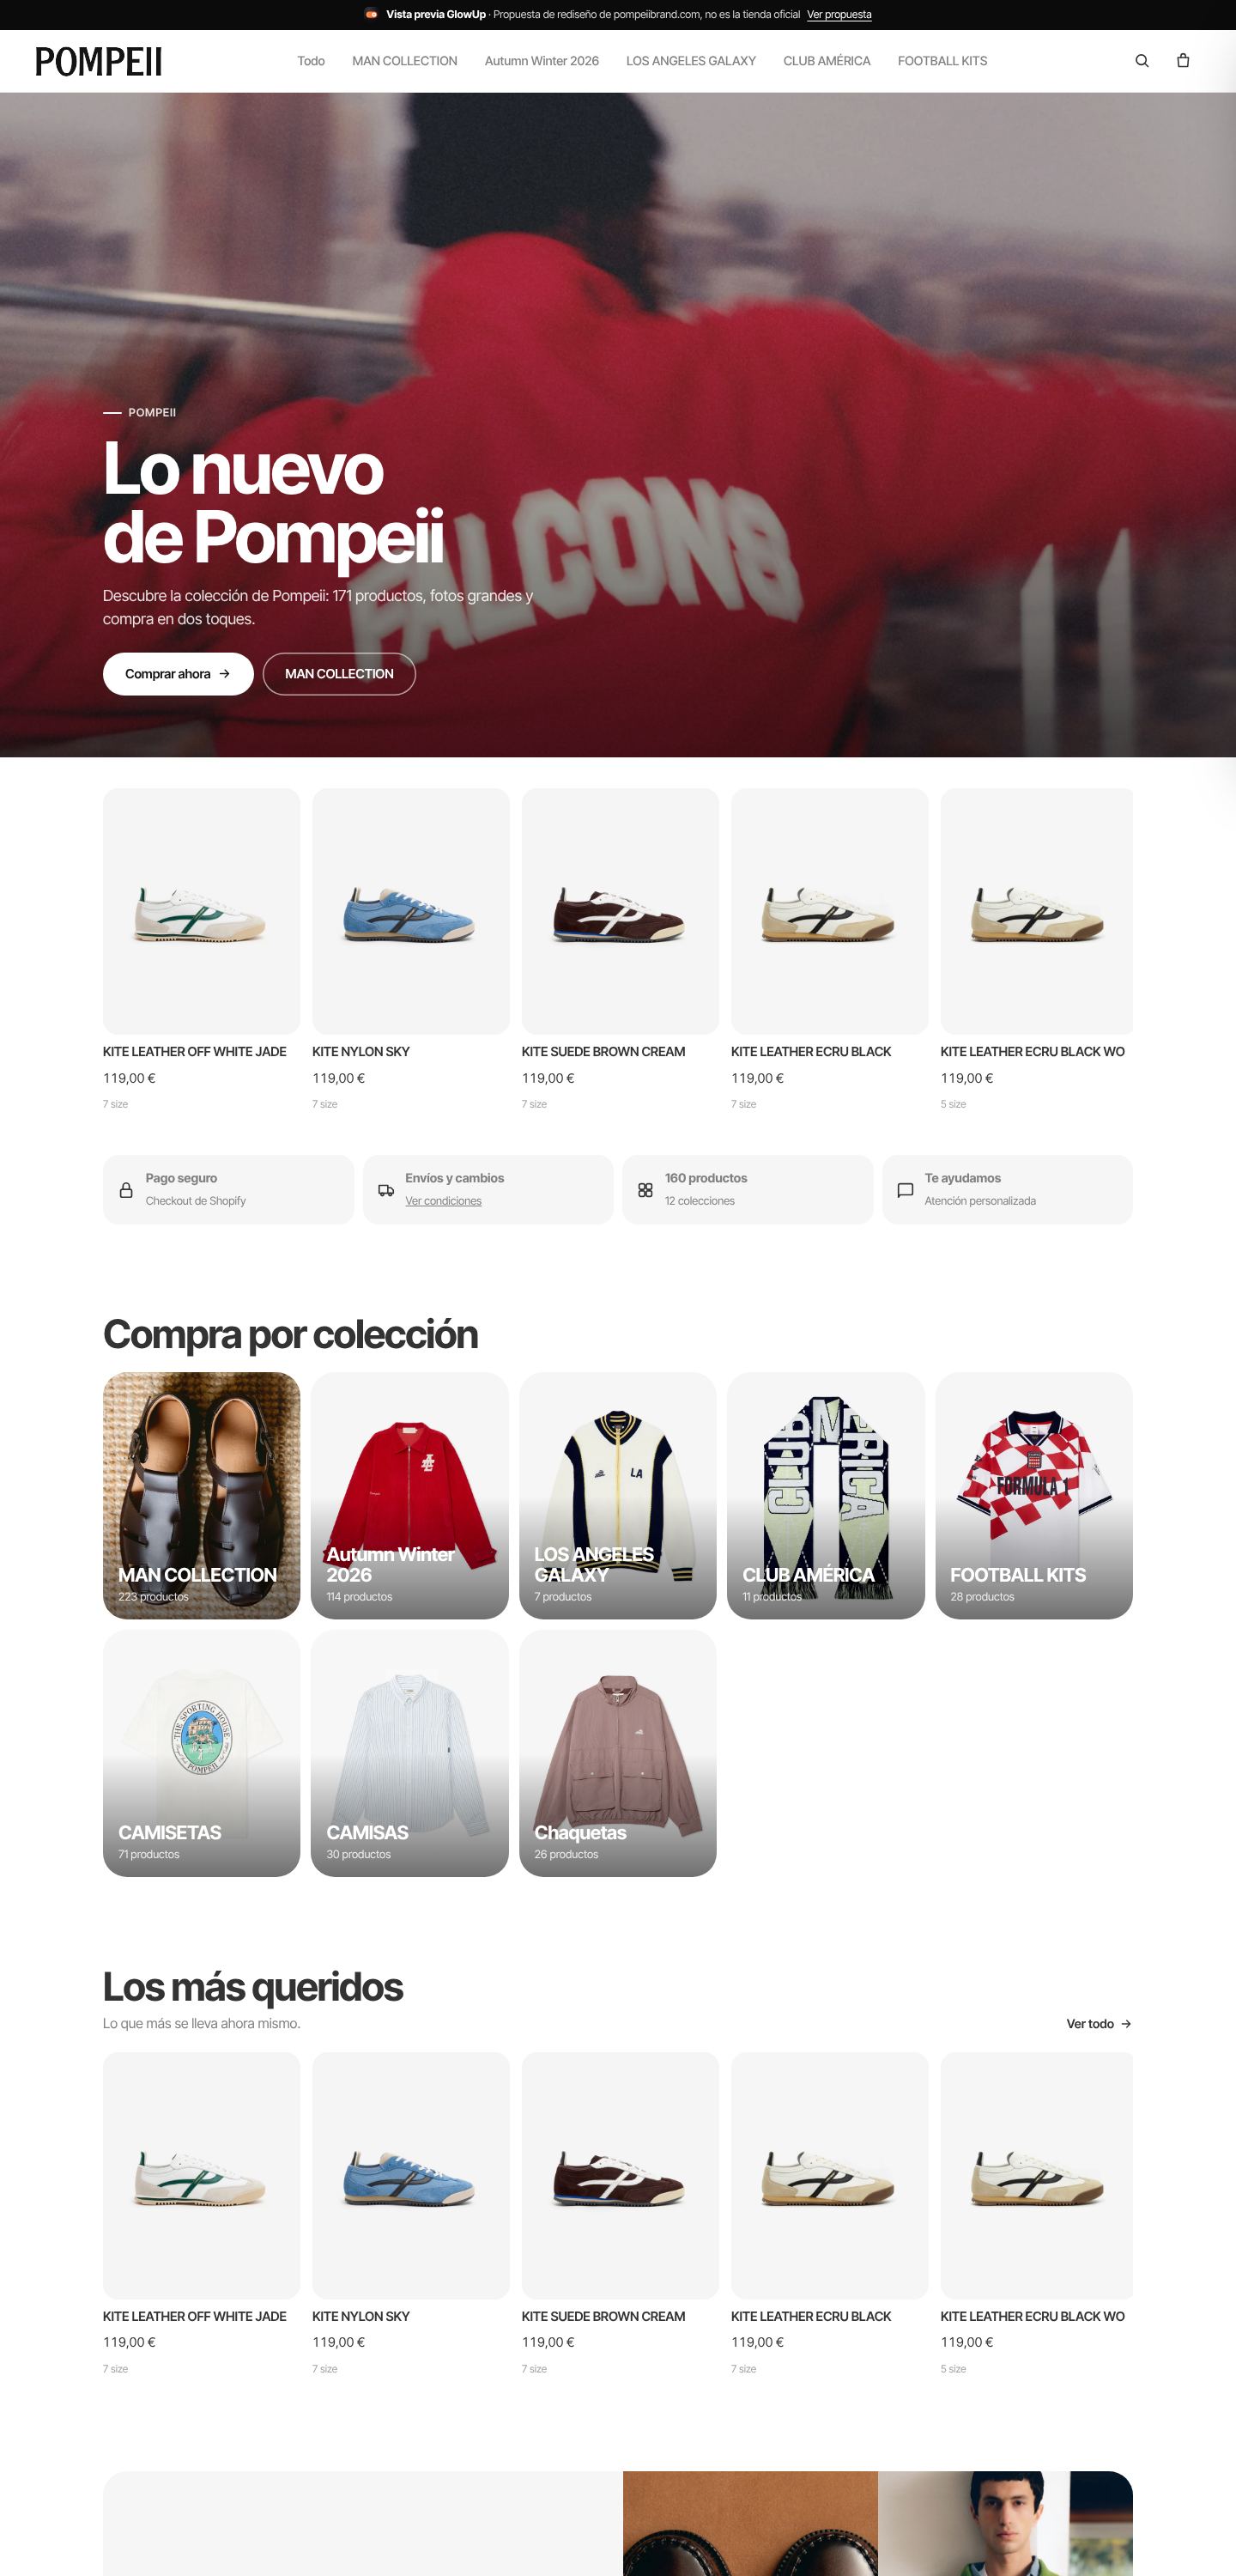 Vista previa GlowUp · Propuesta de rediseño de pompeiibrand.com, no es la tienda oficial Ver propuesta
POMPEII
Todo MAN COLLECTION Autumn Winter 2026 LOS ANGELES GALAXY CLUB AMÉRICA FOOTBALL KITS
POMPEII
Lo nuevo
de Pompeii
FALCONS
Descubre la colección de Pompeii: 171 productos, fotos grandes y
compra en dos toques.
Comprar ahora → MAN COLLECTION
KITE LEATHER OFF WHITE JADE
119,00 €
7 size
KITE NYLON SKY
119,00 €
7 size
KITE SUEDE BROWN CREAM
119,00 €
7 size
KITE LEATHER ECRU BLACK
119,00 €
7 size
KITE LEATHER ECRU BLACK WO
119,00 €
5 size
Pago seguro
Checkout de Shopify
Envíos y cambios
Ver condiciones
160 productos
12 colecciones
Te ayudamos
Atención personalizada
Compra por colección
MAN COLLECTION
223 productos
Autumn Winter
2026
114 productos
LA
LOS ANGELES
GALAXY
7 productos
CLUB AMÉRICA
11 productos
FORMULA 1
FOOTBALL KITS
28 productos
THE SPORTING HOUSE
POMPEII
CAMISETAS
71 productos
CAMISAS
30 productos
Chaquetas
26 productos
Los más queridos
Lo que más se lleva ahora mismo.
Ver todo →
KITE LEATHER OFF WHITE JADE
119,00 €
7 size
KITE NYLON SKY
119,00 €
7 size
KITE SUEDE BROWN CREAM
119,00 €
7 size
KITE LEATHER ECRU BLACK
119,00 €
7 size
KITE LEATHER ECRU BLACK WO
119,00 €
5 size